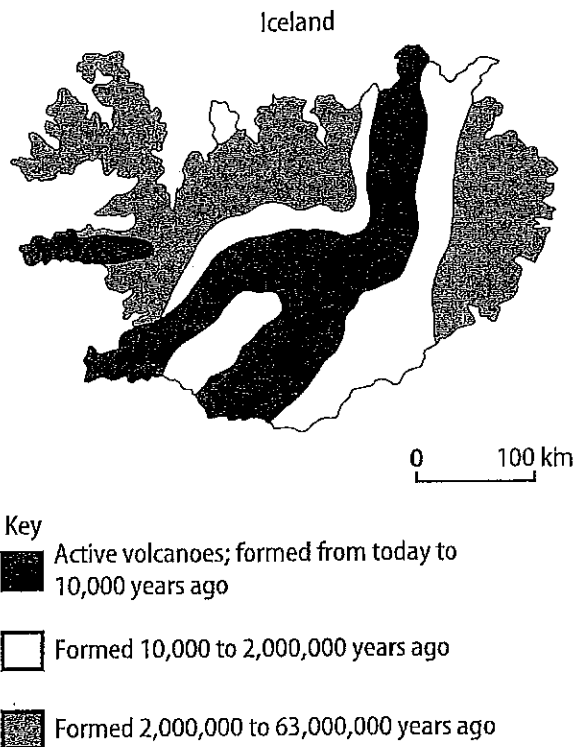 Iceland
0 100 km
Key
Active volcanoes; formed from today to
10,000 years ago
Formed 10,000 to 2,000,000 years ago
Formed 2,000,000 to 63,000,000 years ago